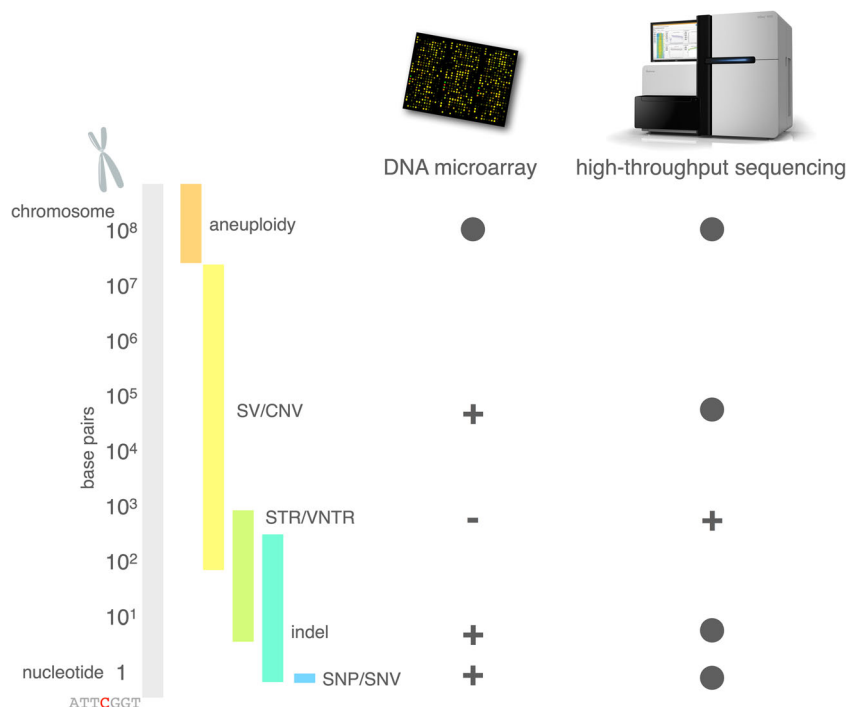 DNA microarray
high-throughput sequencing
chromosome
10⁸
aneuploidy
10⁷
10⁶
10⁵
SV/CNV
+
10⁴
base pairs
10³
STR/VNTR
-
+
10²
10¹
indel
+
nucleotide
1
SNP/SNV
+
ATTCGGT